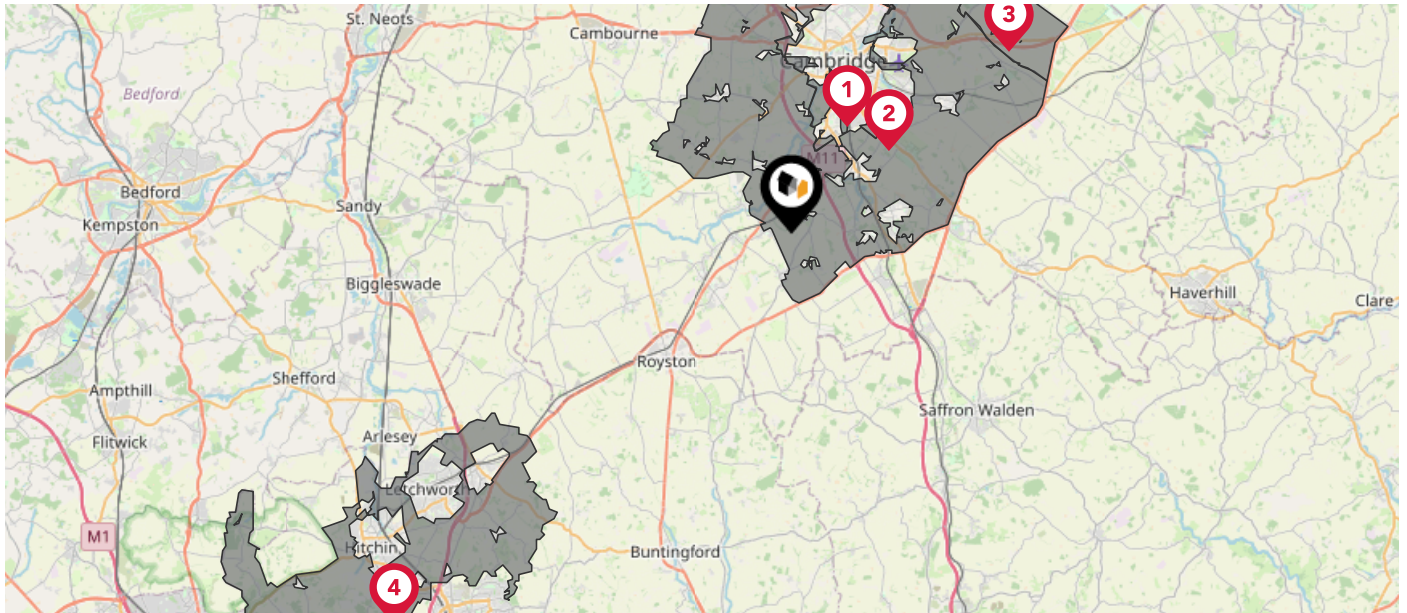 St. Neots
Cambourne
3
Cambridge
Bedford
1
2
M11
Bedford
Sandy
Kempston
Biggleswade
Haverhill
Clare
Royston
Shefford
Ampthill
Saffron Walden
Arlesey
Flitwick
Letchworth
M1
Hitchin
Buntingford
4